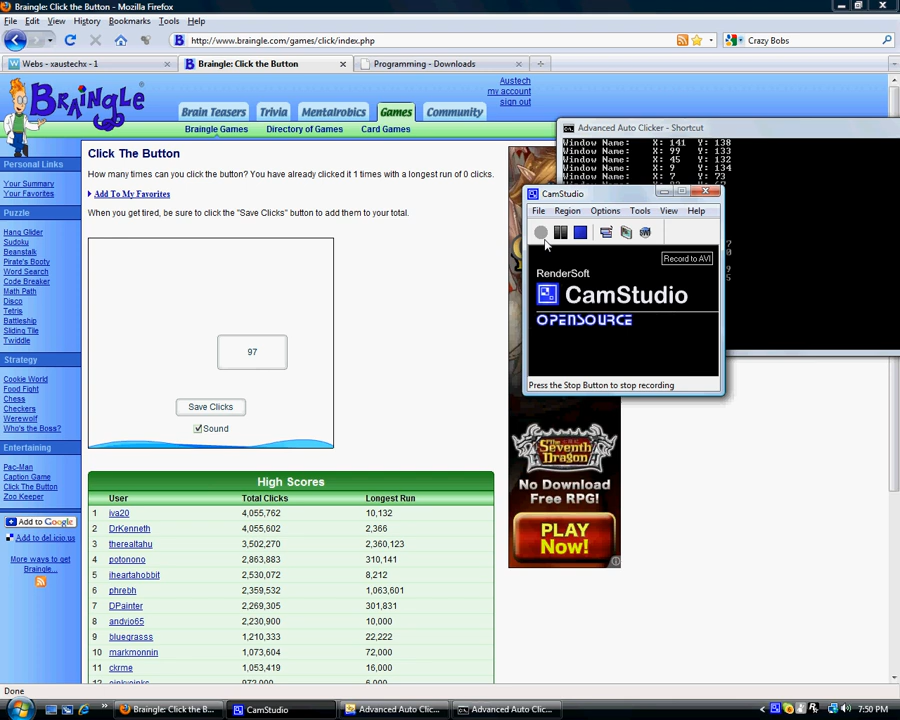 Braingle: Click the Button - Mozilla Firefox
File Edit View History Bookmarks Tools Help
http://www.braingle.com/games/click/index.php
Crazy Bobs
Webs - xaustechx - 1
Braingle: Click the Button
Programming - Downloads
Braingle
Austech
my account
sign out
Brain Teasers Trivia Mentalrobics Games Community
Braingle Games Directory of Games Card Games
Personal Links
Your Summary
Your Favorites
Puzzle
Hang Glider
Sudoku
Beanstalk
Pirate's Booty
Word Search
Code Breaker
Math Path
Disco
Tetris
Battleship
Sliding Tile
Twiddle
Strategy
Cookie World
Food Fight
Chess
Checkers
Werewolf
Who's the Boss?
Entertaining
Pac-Man
Caption Game
Click The Button
Zoo Keeper
Add to Google
Add to del.icio.us
More ways to get
Braingle...
Click The Button
How many times can you click the button? You have already clicked it 1 times with a longest run of 0 clicks.
Add To My Favorites
When you get tired, be sure to click the "Save Clicks" button to add them to your total.
97
Save Clicks
Sound
High Scores
User Total Clicks Longest Run
1 iva20 4,055,762 10,132
2 DrKenneth 4,055,602 2,366
3 therealtahu 3,502,270 2,360,123
4 potonono 2,863,883 310,141
5 iheartahobbit 2,530,072 8,212
6 phrebh 2,359,532 1,063,601
7 DPainter 2,269,305 301,831
8 andyjo65 2,230,900 10,000
9 bluegrasss 1,210,333 22,222
10 markmonnin 1,073,604 72,000
11 ckrme 1,053,419 16,000
Advanced Auto Clicker - Shortcut
Window Name: X: 141 Y: 138
Window Name: X: 99 Y: 133
Window Name: X: 45 Y: 132
Window Name: X: 9 Y: 134
Window Name: X: 7 Y: 73
CamStudio
File Region Options Tools View Help
Record to AVI
RenderSoft
CamStudio
OPENSOURCE
Press the Stop Button to stop recording
The
Seventh
Dragon
No Download
Free RPG!
PLAY
Now!
Done
Braingle: Click the B...
CamStudio
Advanced Auto Clic...
Advanced Auto Clic...
7:50 PM